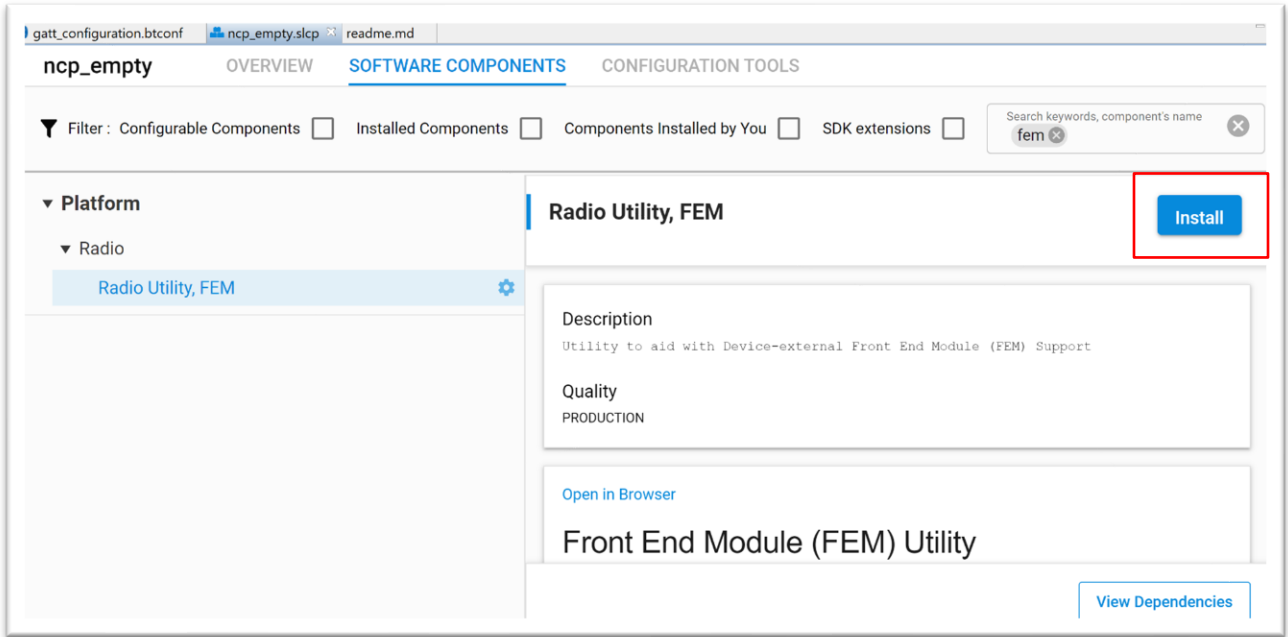 gatt_configuration.btconf ncp_empty.slcp readme.md
ncp_empty OVERVIEW SOFTWARE COMPONENTS CONFIGURATION TOOLS
Search keywords, component's name
Filter : Configurable Components Installed Components Components Installed by You SDK extensions
fem
Platform
Radio Utility, FEM
Install
Radio
Radio Utility, FEM
Description
Utility to aid with Device-external Front End Module (FEM) Support
Quality
PRODUCTION
Open in Browser
Front End Module (FEM) Utility
View Dependencies